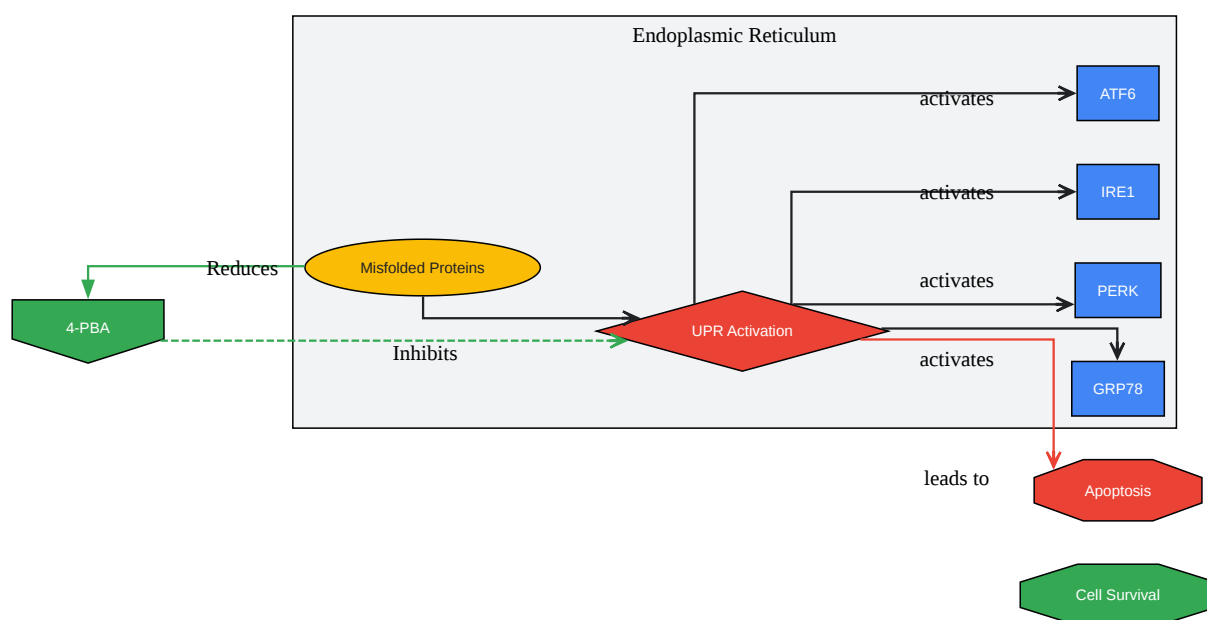 Endoplasmic Reticulum
activates
ATF6
activates
IRE1
Reduces
Misfolded Proteins
activates
PERK
4-PBA
Inhibits
UPR Activation
activates
GRP78
leads to
Apoptosis
Cell Survival